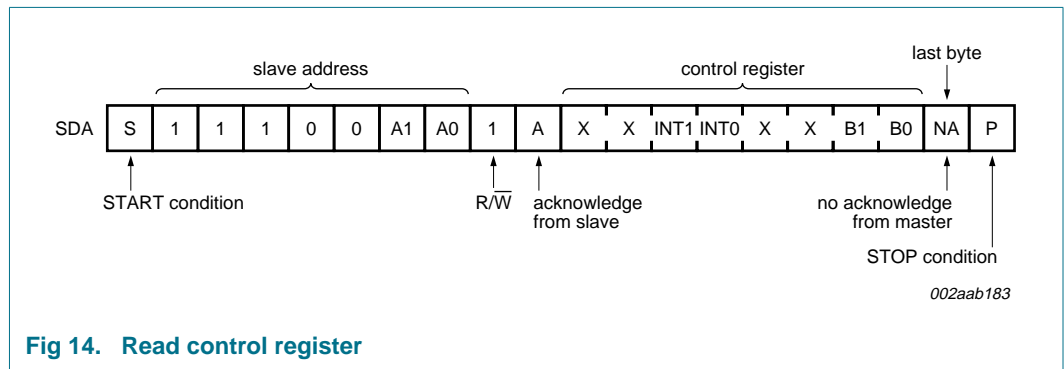 last byte
slave address control register
SDA S 1 1 1 0 0 A1 A0 1 A X X INT1 INT0 X X B1 B0 NA P
START condition R/W̅ acknowledge from slave no acknowledge from master
STOP condition
002aab183
Fig 14. Read control register